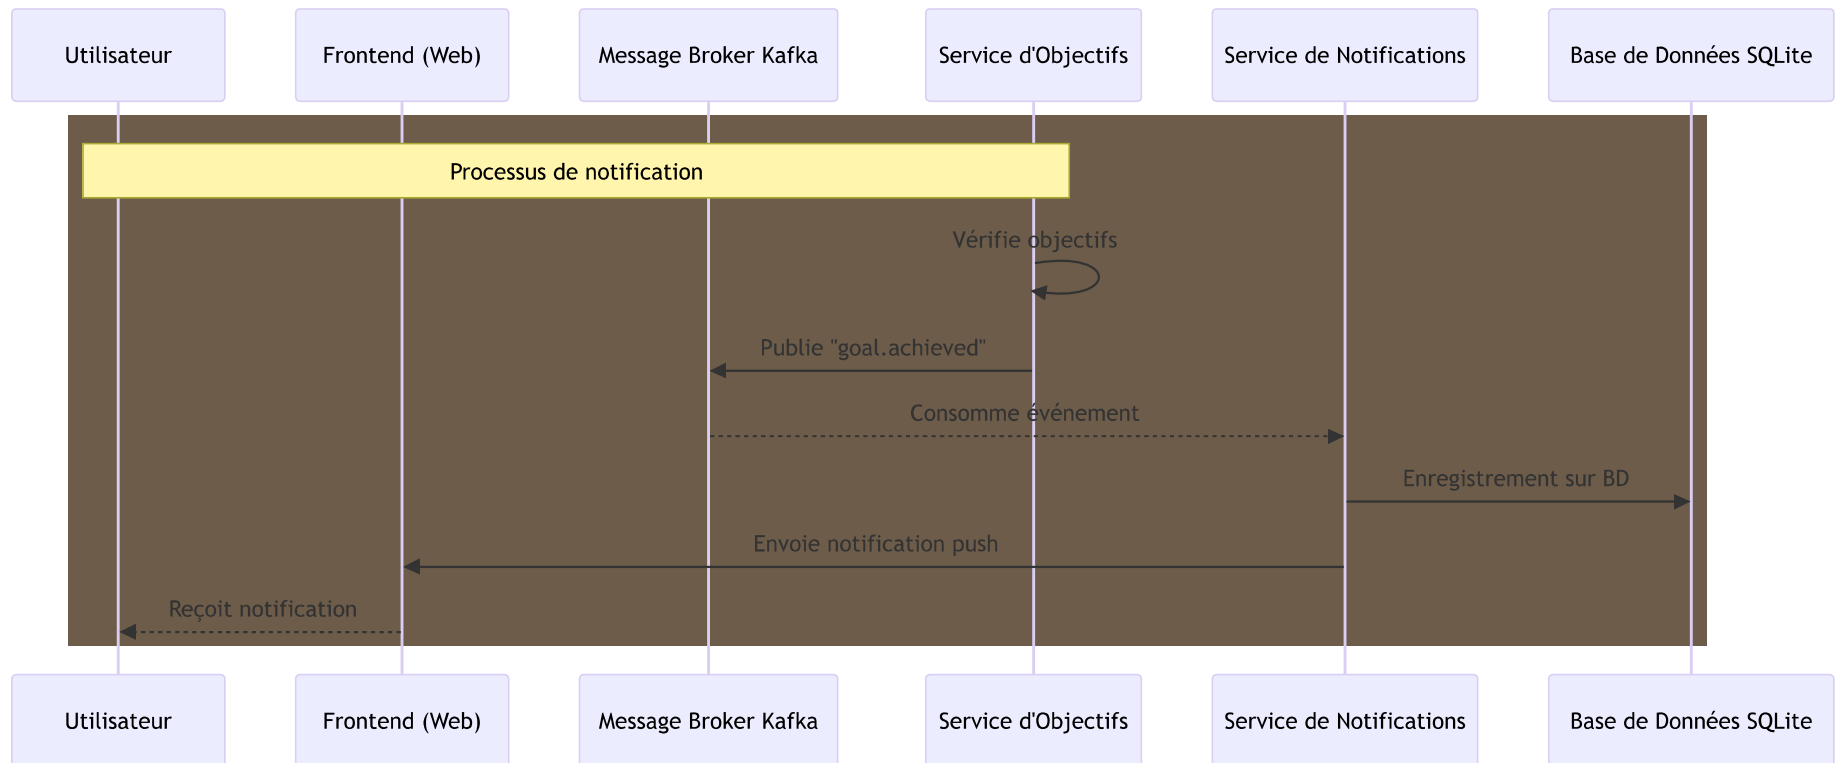 Utilisateur
Frontend (Web)
Message Broker Kafka
Service d'Objectifs
Service de Notifications
Base de Données SQLite
Processus de notification
Vérifie objectifs
Publie "goal.achieved"
Consomme événement
Enregistrement sur BD
Envoie notification push
Reçoit notification
Utilisateur
Frontend (Web)
Message Broker Kafka
Service d'Objectifs
Service de Notifications
Base de Données SQLite